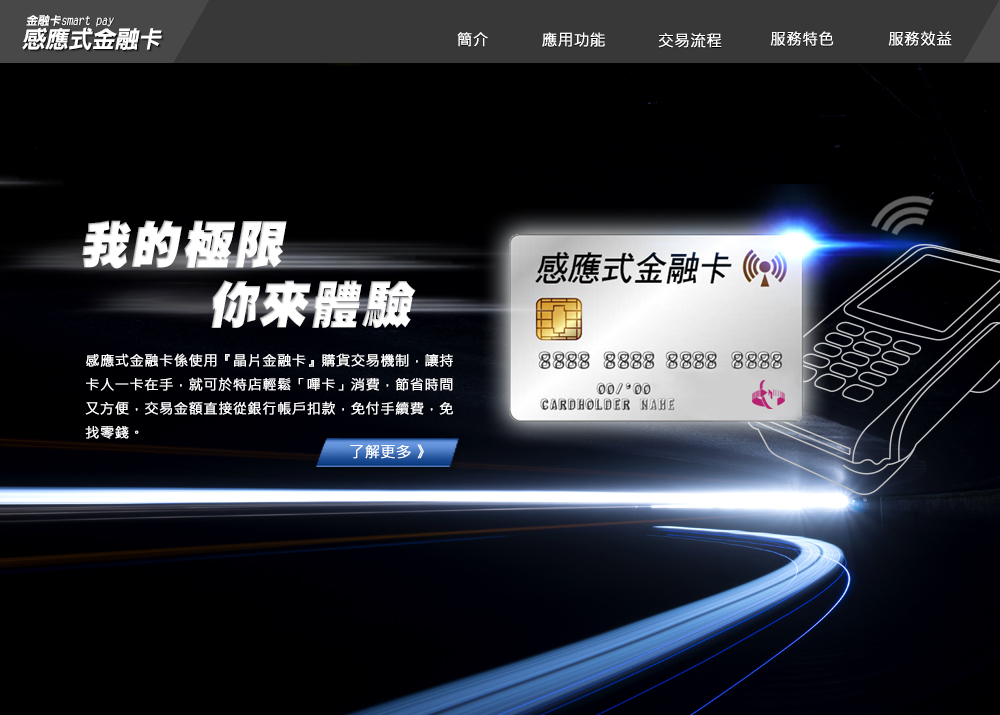 金融卡smart pay
感應式金融卡
簡介 應用功能 交易流程 服務特色 服務效益
我的極限
你來體驗
感應式金融卡係使用『晶片金融卡』購貨交易機制，讓持
卡人一卡在手，就可於特店輕鬆「嗶卡」消費，節省時間
又方便，交易金額直接從銀行帳戶扣款，免付手續費，免
找零錢。
了解更多 》
感應式金融卡
8888 8888 8888 8888
00/'00
CARDHOLDER NAME